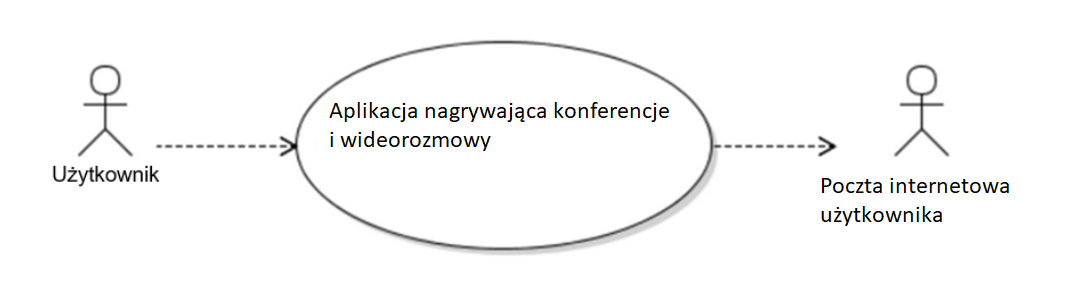 Aplikacja nagrywająca konferencje
i wideorozmowy
Użytkownik
Poczta internetowa
użytkownika